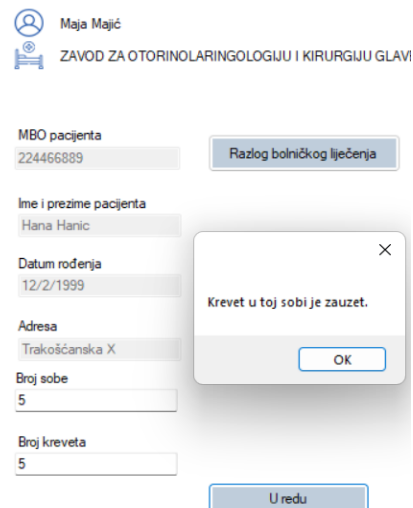 Maja Majić
ZAVOD ZA OTORINOLARINGOLOGIJU I KIRURGIJU GLAVE
MBO pacijenta
224466889
Razlog bolničkog liječenja
Ime i prezime pacijenta
Hana Hanic
Datum rođenja
12/2/1999
Krevet u toj sobi je zauzet.
OK
Adresa
Trakošćanska X
Broj sobe
5
Broj kreveta
5
U redu